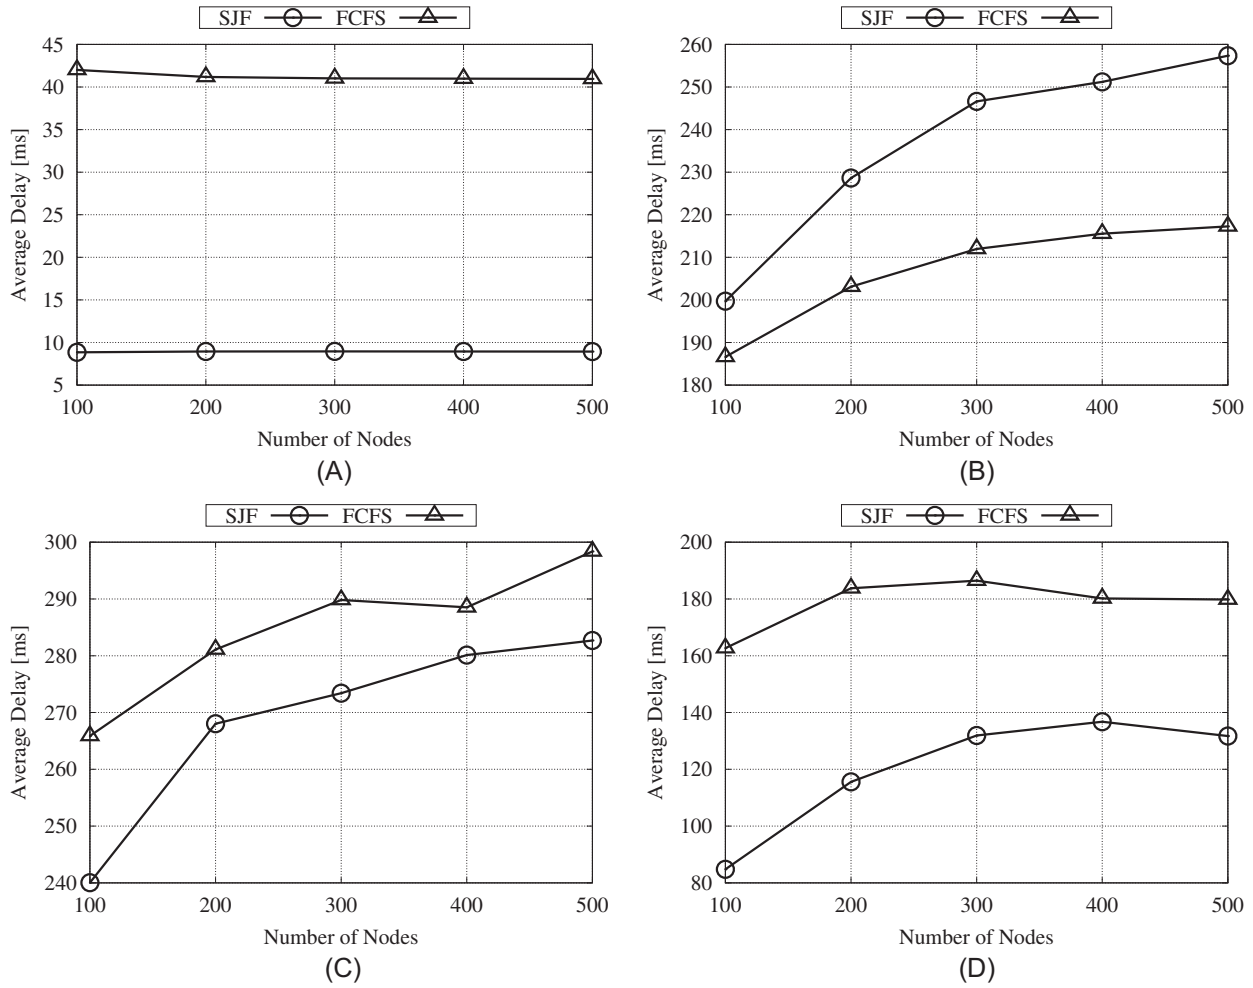 SJF FCFS
45
40
35
30
25
20
15
10
5
100 200 300 400 500
Average Delay [ms]
Number of Nodes
(A)
SJF FCFS
260
250
240
230
220
210
200
190
180
100 200 300 400 500
Average Delay [ms]
Number of Nodes
(B)
SJF FCFS
300
290
280
270
260
250
240
100 200 300 400 500
Average Delay [ms]
Number of Nodes
(C)
SJF FCFS
200
180
160
140
120
100
80
100 200 300 400 500
Average Delay [ms]
Number of Nodes
(D)